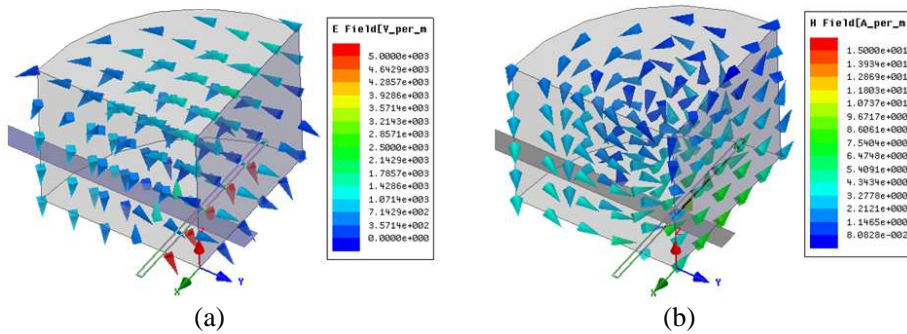 E Field[V_per_m
5.0000e+003
4.6429e+003
4.2857e+003
3.9286e+003
3.5714e+003
3.2143e+003
2.8571e+003
2.5000e+003
2.1429e+003
1.7857e+003
1.4286e+003
1.0714e+003
7.1429e+002
3.5714e+002
0.0000e+000
Z
Y
X
(a)
H Field[A_per_m
1.5000e+001
1.3934e+001
1.2869e+001
1.1803e+001
1.0737e+001
9.6717e+000
8.6061e+000
7.5404e+000
6.4748e+000
5.4091e+000
4.3434e+000
3.2778e+000
2.2121e+000
1.1465e+000
8.0828e-002
Z
Y
X
(b)